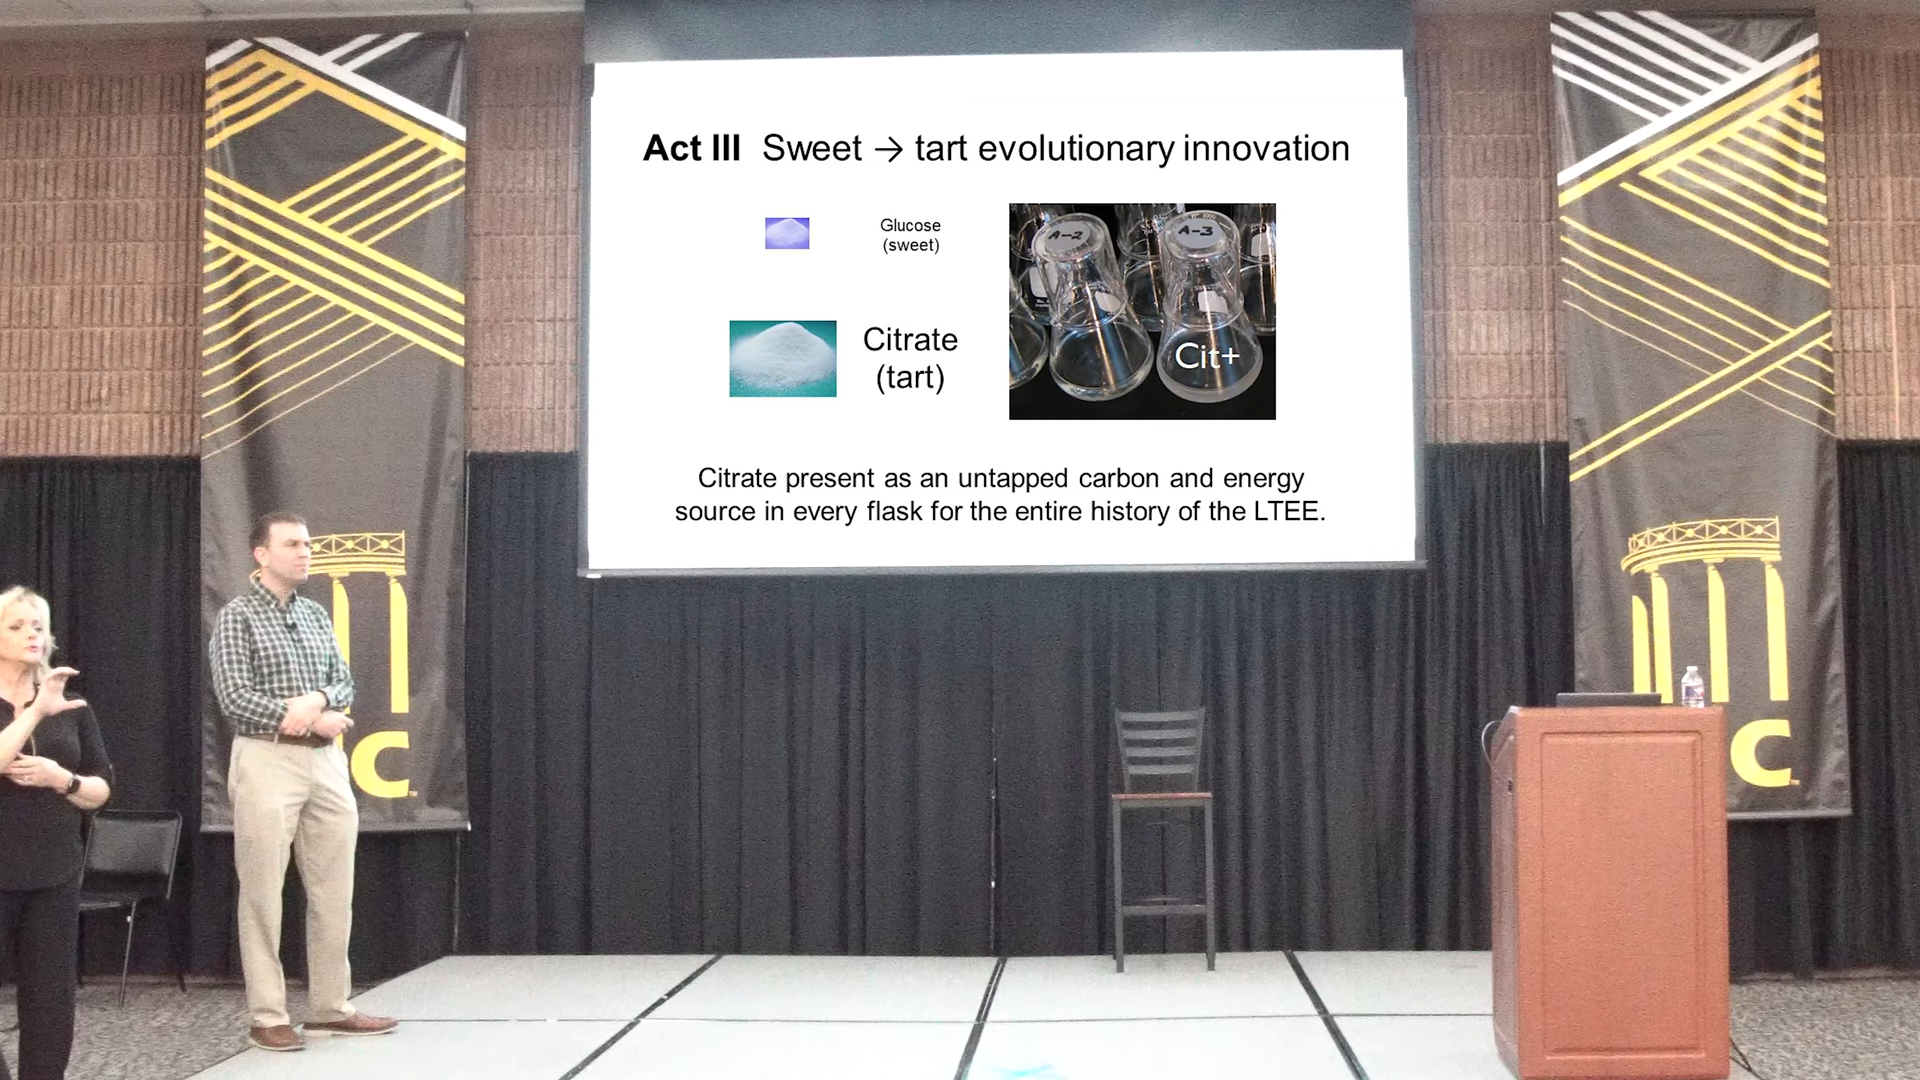 Act III Sweet → tart evolutionary innovation
Glucose
(sweet)
Citrate
(tart)
A-2
A-3
Cit+
Citrate present as an untapped carbon and energy
source in every flask for the entire history of the LTEE.
C
C